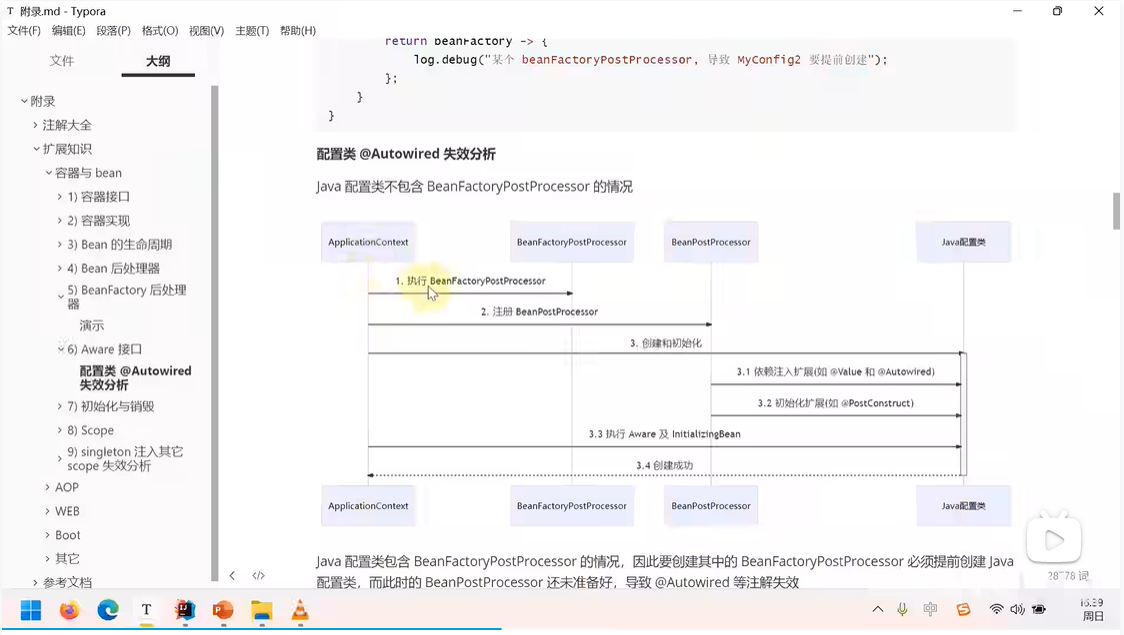 附录.md - Typora
文件(F) 编辑(E) 段落(P) 格式(O) 视图(V) 主题(T) 帮助(H)
文件 大纲
附录
注解大全
扩展知识
容器与 bean
1) 容器接口
2) 容器实现
3) Bean 的生命周期
4) Bean 后处理器
5) BeanFactory 后处理
器
演示
6) Aware 接口
配置类 @Autowired
失效分析
7) 初始化与销毁
8) Scope
9) singleton 注入其它
scope 失效分析
AOP
WEB
Boot
其它
参考文档
return beanFactory -> {
log.debug("某个 beanFactoryPostProcessor, 导致 MyConfig2 要提前创建");
};
}
}
配置类 @Autowired 失效分析
Java 配置类不包含 BeanFactoryPostProcessor 的情况
ApplicationContext BeanFactoryPostProcessor BeanPostProcessor Java配置类
1. 执行 BeanFactoryPostProcessor
2. 注册 BeanPostProcessor
3. 创建和初始化
3.1 依赖注入扩展(如 @Value 和 @Autowired)
3.2 初始化扩展(如 @PostConstruct)
3.3 执行 Aware 及 InitializingBean
3.4 创建成功
ApplicationContext BeanFactoryPostProcessor BeanPostProcessor Java配置类
Java 配置类包含 BeanFactoryPostProcessor 的情况，因此要创建其中的 BeanFactoryPostProcessor 必须提前创建 Java
配置类，而此时的 BeanPostProcessor 还未准备好，导致 @Autowired 等注解失效
</> 28778 词
中 16:39
周日